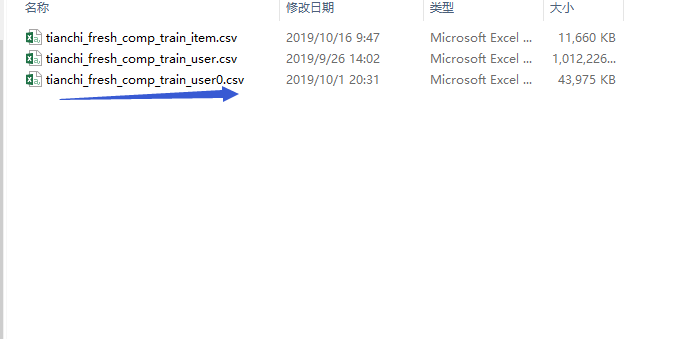 名称 修改日期 类型 大小
tianchi_fresh_comp_train_item.csv 2019/10/16 9:47 Microsoft Excel ... 11,660 KB
tianchi_fresh_comp_train_user.csv 2019/9/26 14:02 Microsoft Excel ... 1,012,226...
tianchi_fresh_comp_train_user0.csv 2019/10/1 20:31 Microsoft Excel ... 43,975 KB